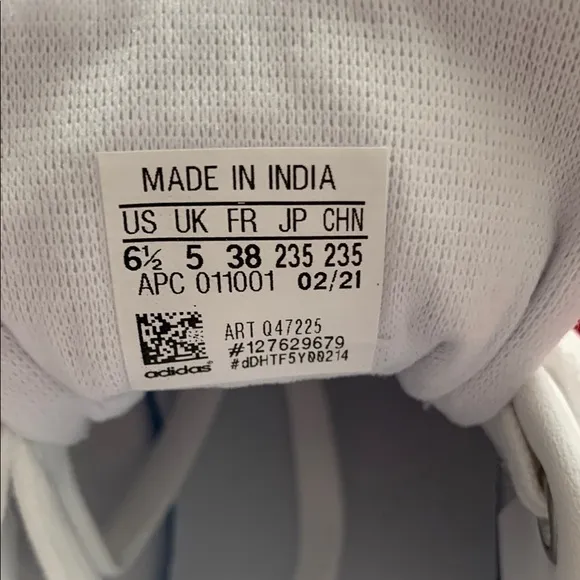 MADE IN INDIA
US UK FR JP CHN
6½ 5 38 235 235
APC 011001 02/21
ART Q47225
#127629679
adidas® #dDHTF5Y00214